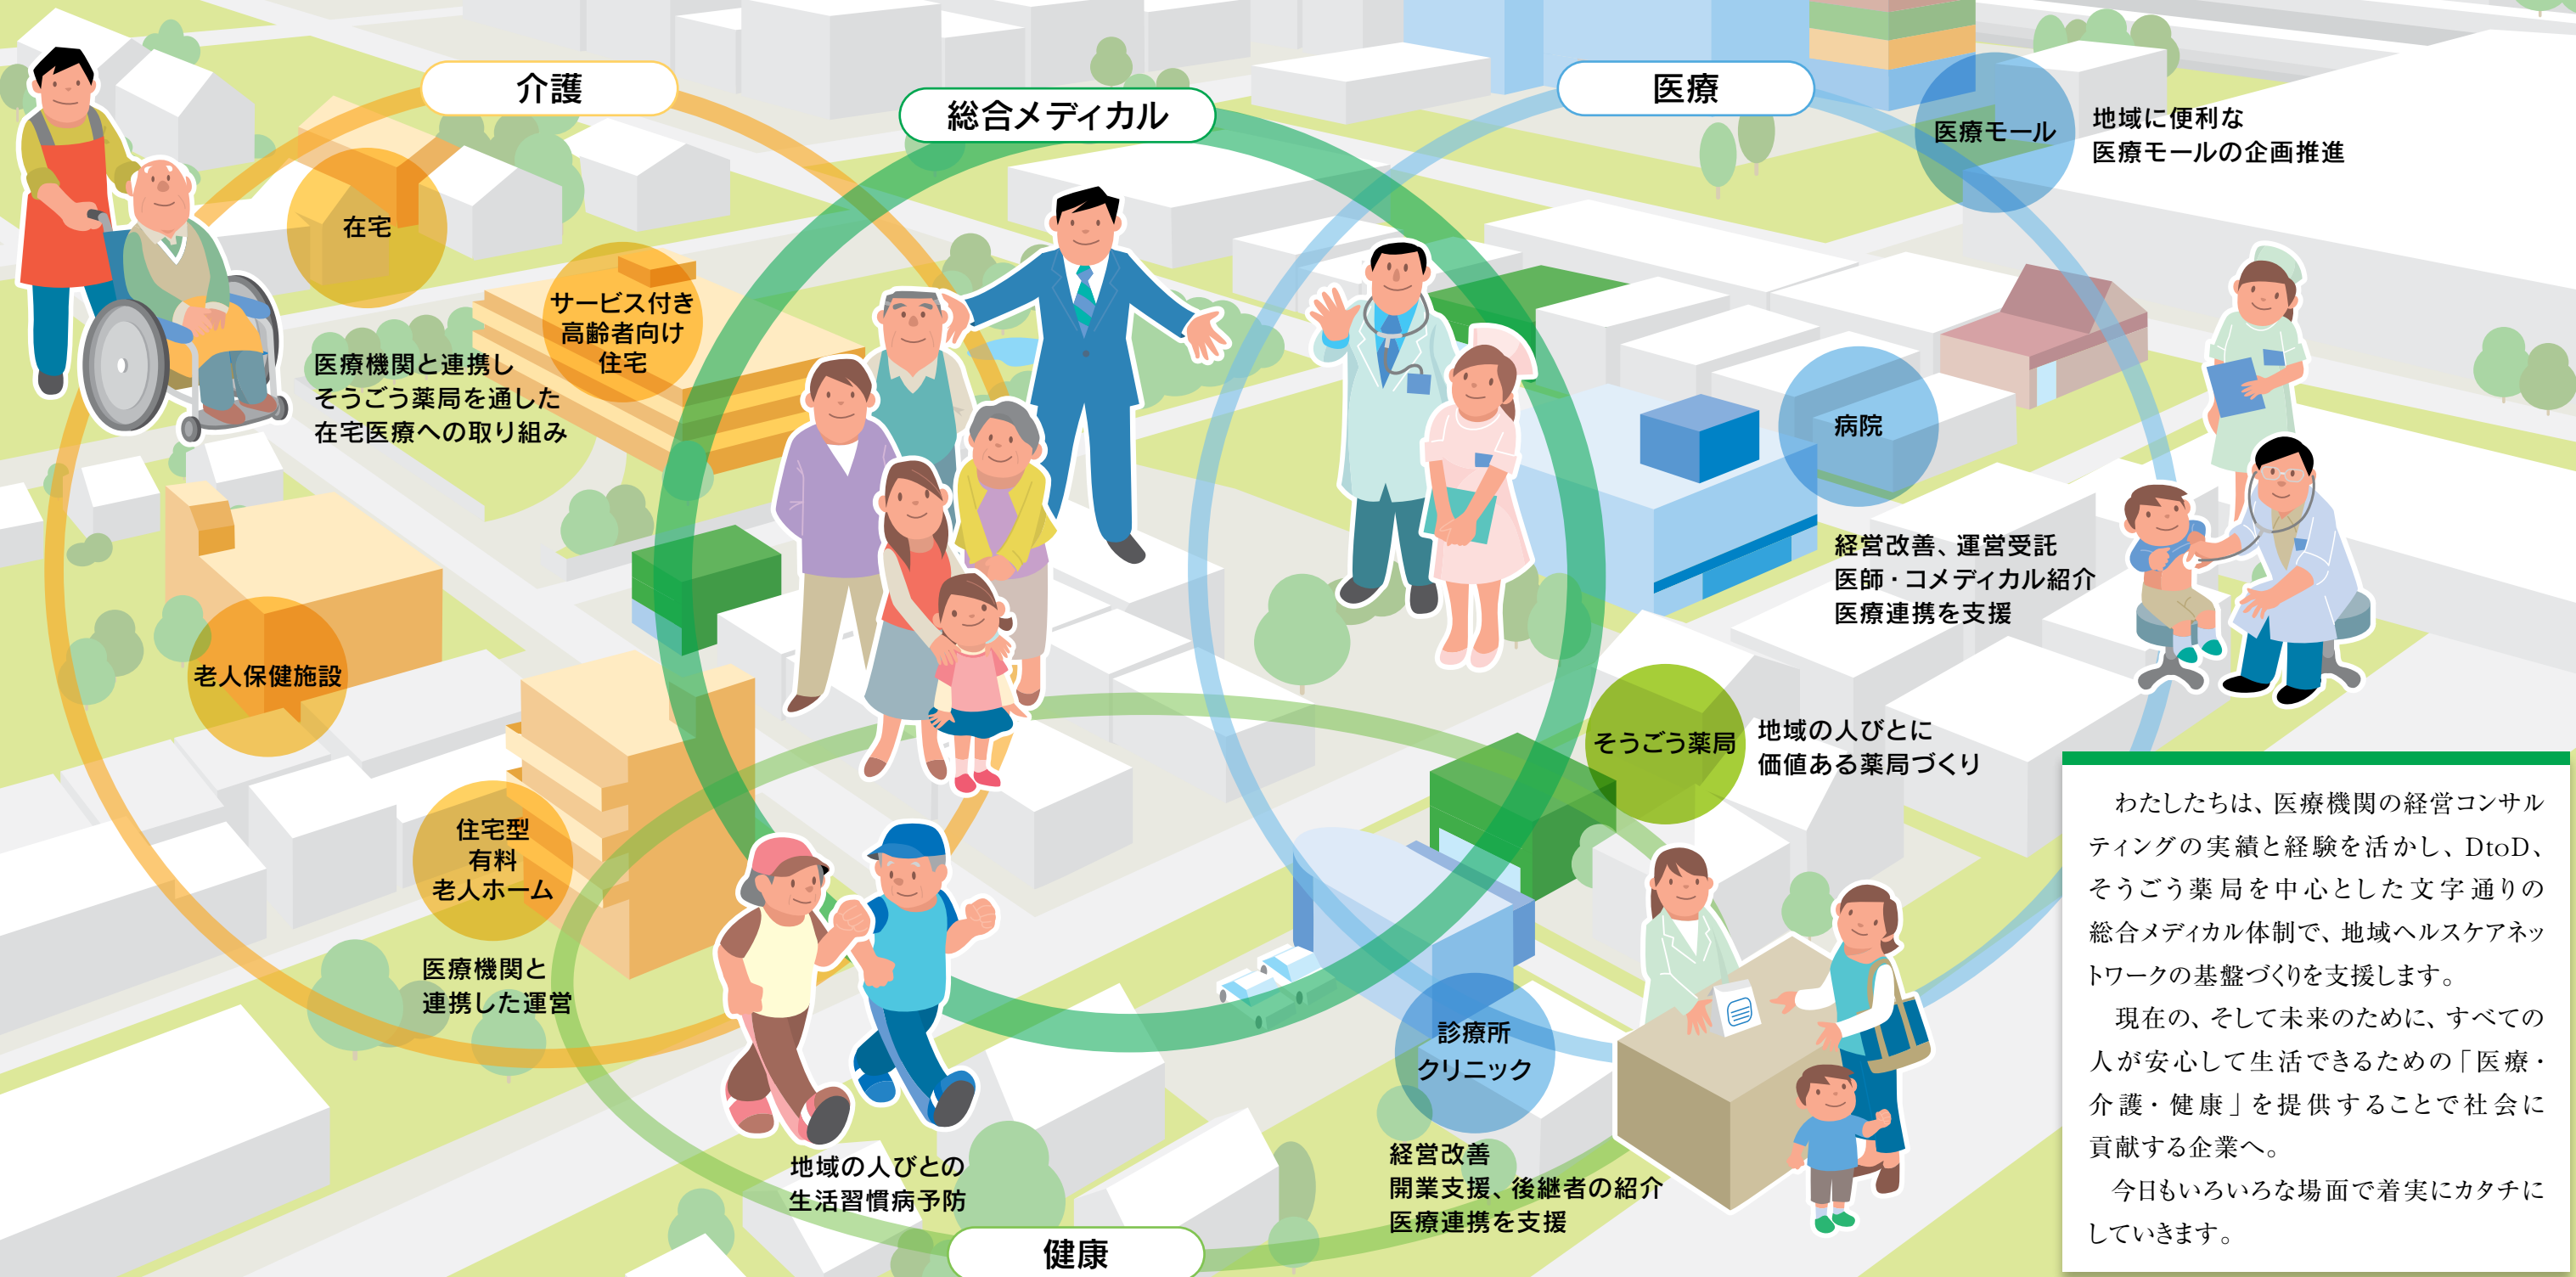 介護
総合メディカル
医療
医療モール
地域に便利な
医療モールの企画推進
在宅
サービス付き
高齢者向け
住宅
医療機関と連携し
そうごう薬局を通した
在宅医療への取り組み
病院
経営改善、運営受託
医師・コメディカル紹介
医療連携を支援
老人保健施設
そうごう薬局
地域の人びとに
価値ある薬局づくり
住宅型
有料
老人ホーム
医療機関と
連携した運営
診療所
クリニック
経営改善
開業支援、後継者の紹介
医療連携を支援
地域の人びとの
生活習慣病予防
健康
わたしたちは、医療機関の経営コンサル
ティングの実績と経験を活かし、DtoD、
そうごう薬局を中心とした文字通りの
総合メディカル体制で、地域ヘルスケアネッ
トワークの基盤づくりを支援します。
現在の、そして未来のために、すべての
人が安心して生活できるための「医療・
介護・健康」を提供することで社会に
貢献する企業へ。
今日もいろいろな場面で着実にカタチに
していきます。